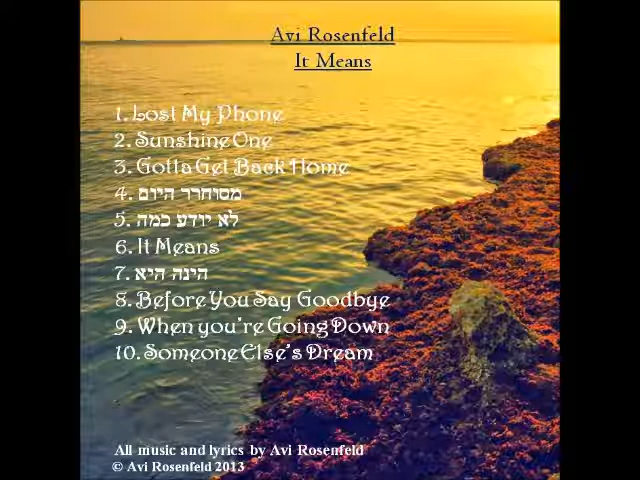 Avi Rosenfeld
It Means
1. Lost My Phone
2. Sunshine One
3. Gotta Get Back Home
4. מסוחרר היום
5. לא יודע כמה
6. It Means
7. הינה היא
8. Before You Say Goodbye
9. When you're Going Down
10. Someone Else's Dream
All music and lyrics by Avi Rosenfeld
© Avi Rosenfeld 2013